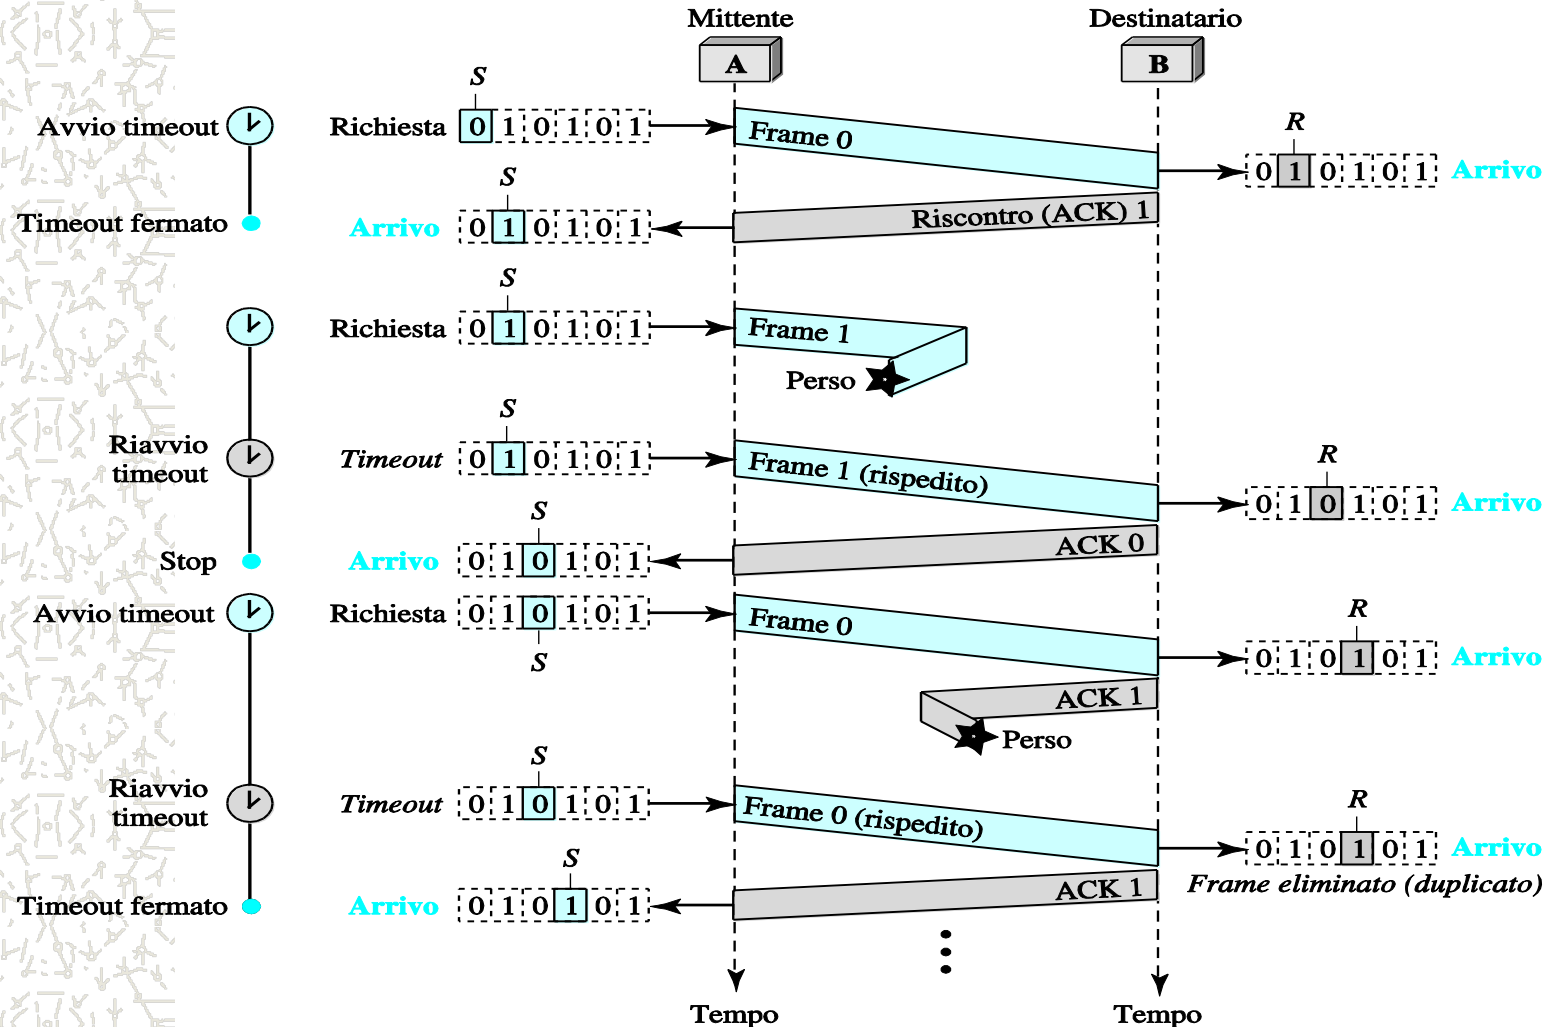 Mittente Destinatario
A B
S
Avvio timeout Richiesta 0 1 0 1 0 1 Frame 0
R
0 1 0 1 0 1 Arrivo
S
Timeout fermato Arrivo 0 1 0 1 0 1 Riscontro (ACK) 1
S
Richiesta 0 1 0 1 0 1 Frame 1
Perso
S
Riavvio
timeout
Timeout 0 1 0 1 0 1 Frame 1 (rispedito)
R
0 1 0 1 0 1 Arrivo
S
Stop Arrivo 0 1 0 1 0 1 ACK 0
Avvio timeout Richiesta 0 1 0 1 0 1 Frame 0
S
R
0 1 0 1 0 1 Arrivo
ACK 1
Perso
S
Riavvio
timeout
Timeout 0 1 0 1 0 1 Frame 0 (rispedito)
R
0 1 0 1 0 1 Arrivo
Frame eliminato (duplicato)
S
Timeout fermato Arrivo 0 1 0 1 0 1 ACK 1
Tempo Tempo